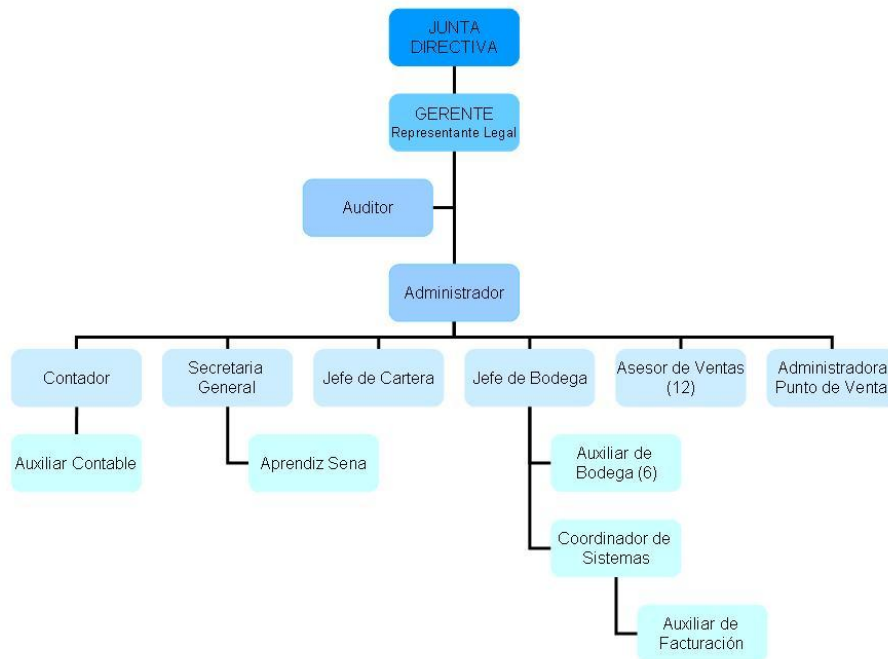 JUNTA
DIRECTIVA
GERENTE
Representante Legal
Auditor
Administrador
Contador
Secretaria
General
Jefe de Cartera
Jefe de Bodega
Asesor de Ventas
(12)
Administradora
Punto de Venta
Auxiliar Contable
Aprendiz Sena
Auxiliar de
Bodega (6)
Coordinador de
Sistemas
Auxiliar de
Facturación